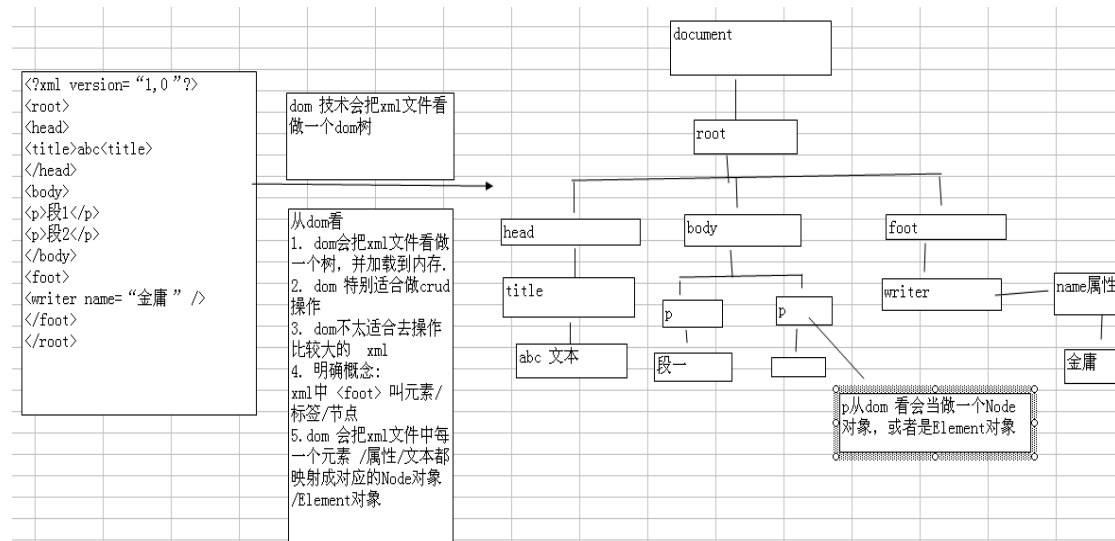 <?xml version=“1,0”?>
<root>
<head>
<title>abc<title>
</head>
<body>
<p>段1</p>
<p>段2</p>
</body>
<foot>
<writer name=“金庸” />
</foot>
</root>
dom 技术会把xml文件看
做一个dom树
从dom看
1. dom会把xml文件看做
一个树，并加载到内存.
2. dom 特别适合做crud
操作
3. dom不太适合去操作
比较大的 xml
4. 明确概念:
xml中 <foot> 叫元素/
标签/节点
5.dom 会把xml文件中每
一个元素 /属性/文本都
映射成对应的Node对象
/Element对象
document
root
head
body
foot
title
p
p
writer
name属性
abc 文本
段一
金庸
p从dom 看会当做一个Node
对象，或者是Element对象